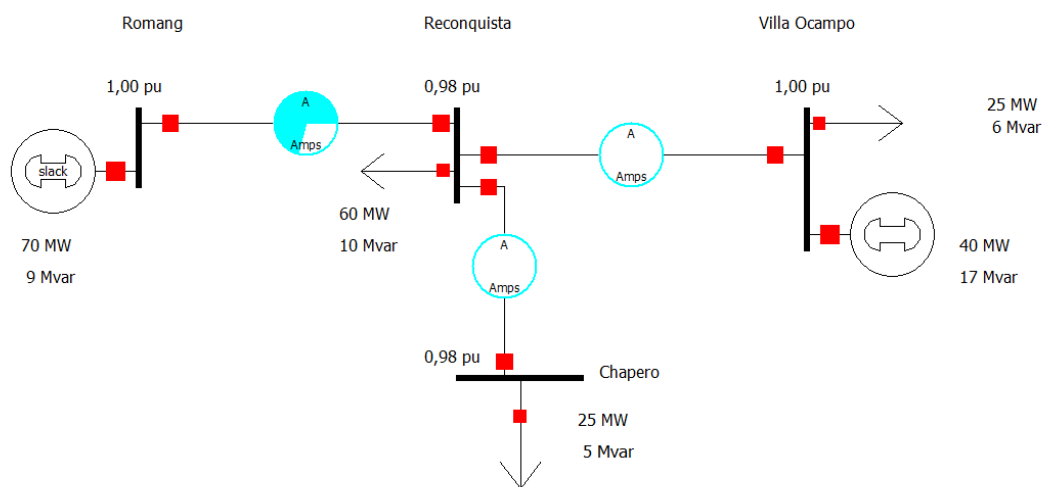 Romang
Reconquista
Villa Ocampo
1,00 pu
0,98 pu
1,00 pu
A
Amps
A
Amps
25 MW
6 Mvar
slack
60 MW
10 Mvar
70 MW
9 Mvar
A
Amps
40 MW
17 Mvar
0,98 pu
Chapero
25 MW
5 Mvar